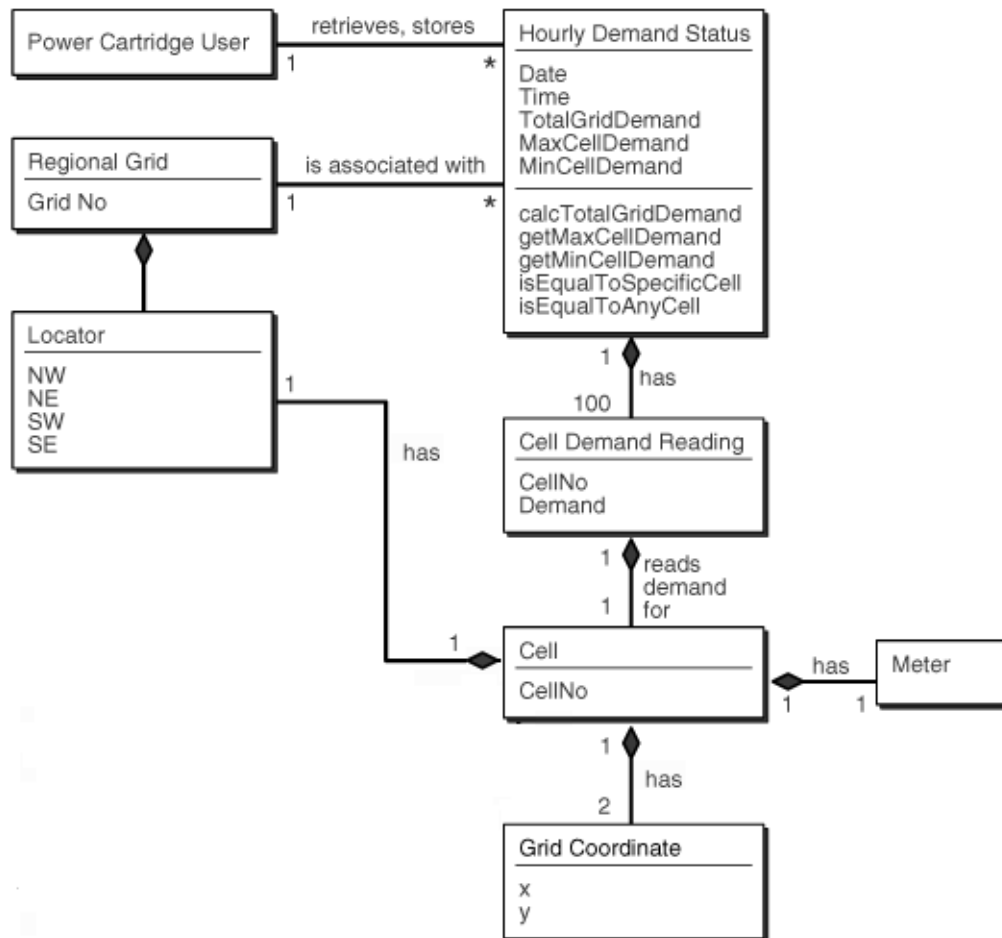 Power Cartridge User
retrieves, stores
1
*
Hourly Demand Status
Date
Time
TotalGridDemand
MaxCellDemand
MinCellDemand
calcTotalGridDemand
getMaxCellDemand
getMinCellDemand
isEqualToSpecificCell
isEqualToAnyCell
Regional Grid
Grid No
is associated with
1
*
Locator
NW
NE
SW
SE
1
has
1
1
has
100
Cell Demand Reading
CellNo
Demand
1
reads
demand
for
1
Cell
CellNo
has
1
1
Meter
1
has
2
Grid Coordinate
x
y